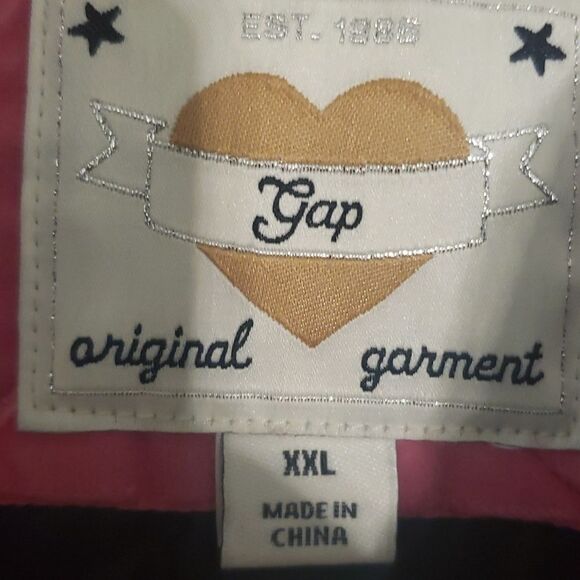 EST. 1986
Gap
original garment
XXL
MADE IN
CHINA